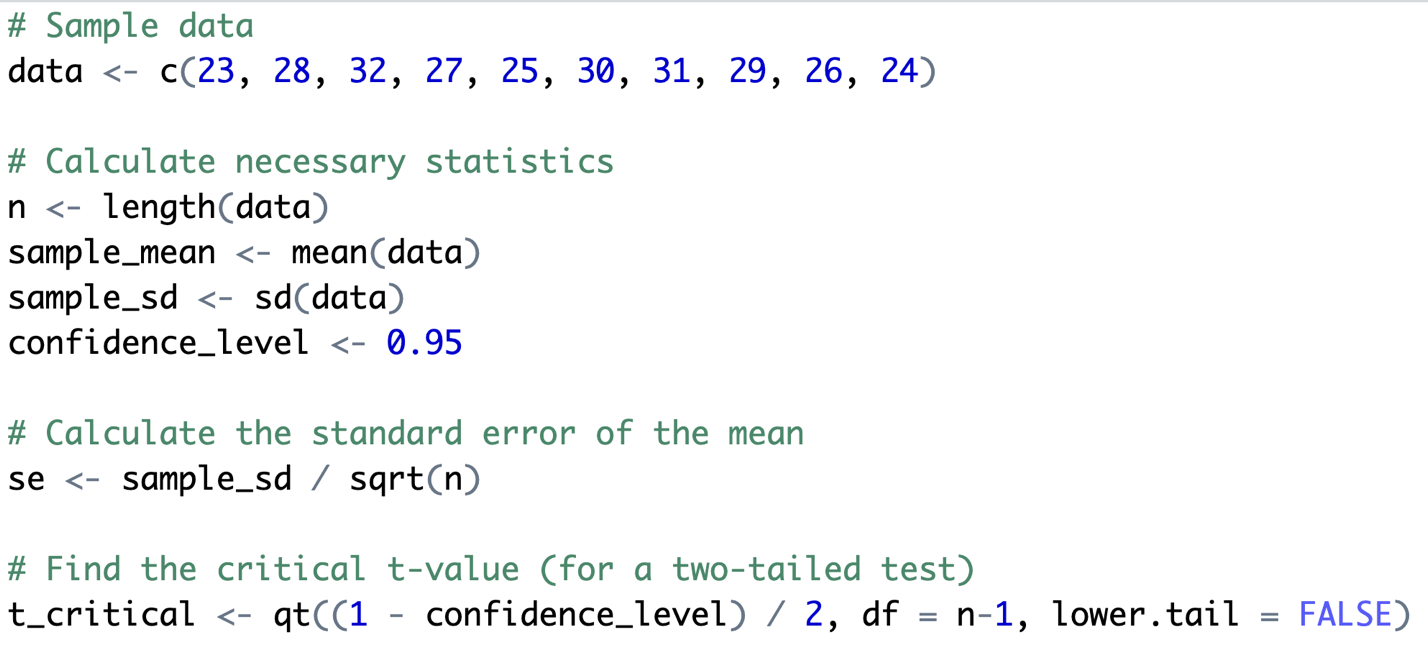 # Sample data
data <- c(23, 28, 32, 27, 25, 30, 31, 29, 26, 24)
# Calculate necessary statistics
n <- length(data)
sample_mean <- mean(data)
sample_sd <- sd(data)
confidence_level <- 0.95
# Calculate the standard error of the mean
se <- sample_sd / sqrt(n)
# Find the critical t-value (for a two-tailed test)
t_critical <- qt((1 - confidence_level) / 2, df = n-1, lower.tail = FALSE)